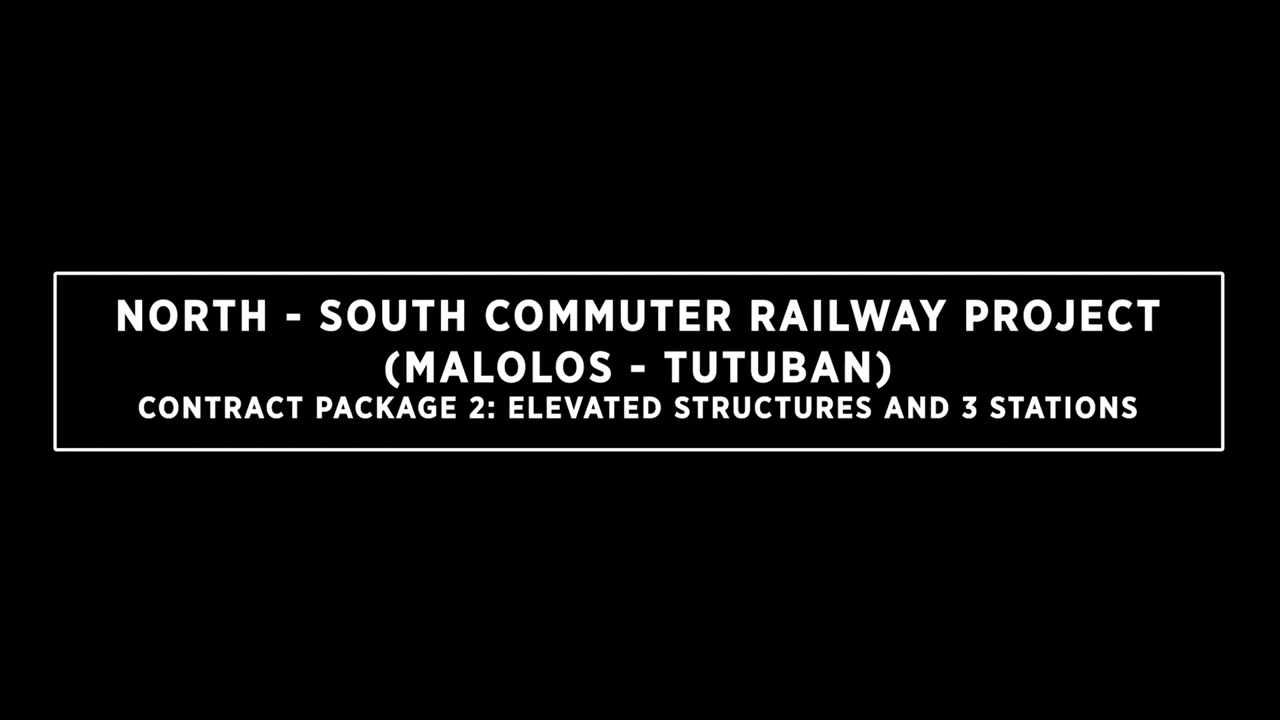 NORTH - SOUTH COMMUTER RAILWAY PROJECT
(MALOLOS - TUTUBAN)
CONTRACT PACKAGE 2: ELEVATED STRUCTURES AND 3 STATIONS